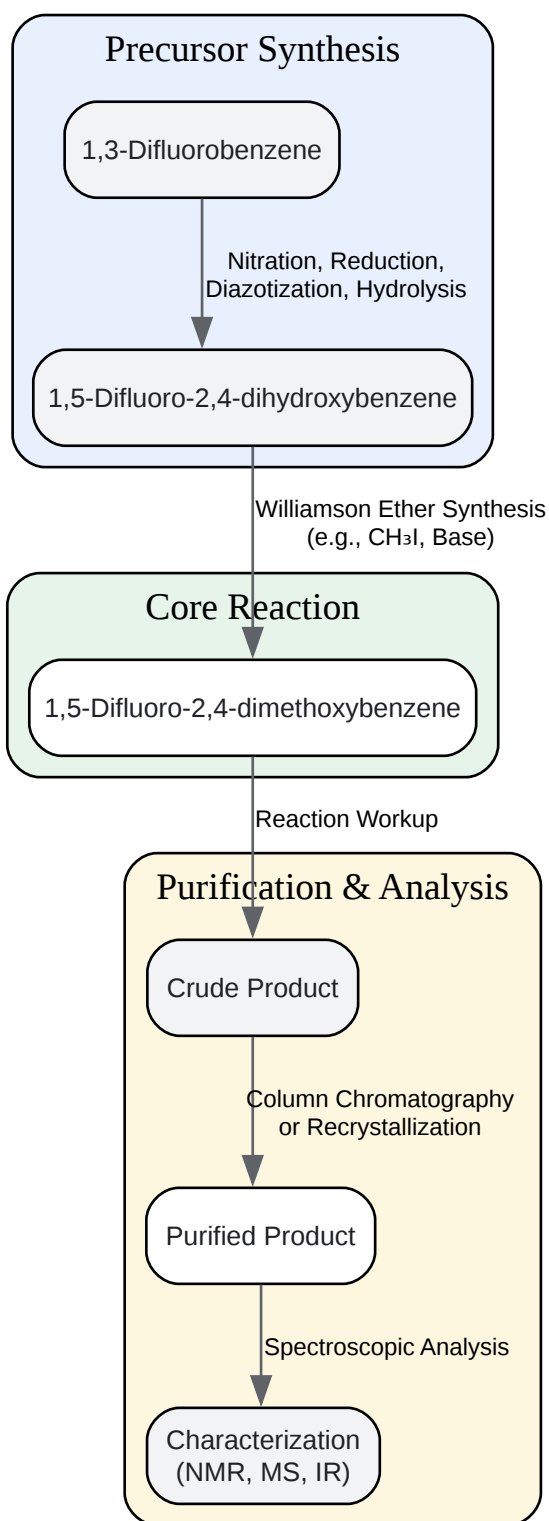 Precursor Synthesis
1,3-Difluorobenzene
Nitration, Reduction,
Diazotization, Hydrolysis
1,5-Difluoro-2,4-dihydroxybenzene
Williamson Ether Synthesis
(e.g., CH₃I, Base)
Core Reaction
1,5-Difluoro-2,4-dimethoxybenzene
Reaction Workup
Purification & Analysis
Crude Product
Column Chromatography
or Recrystallization
Purified Product
Spectroscopic Analysis
Characterization
(NMR, MS, IR)